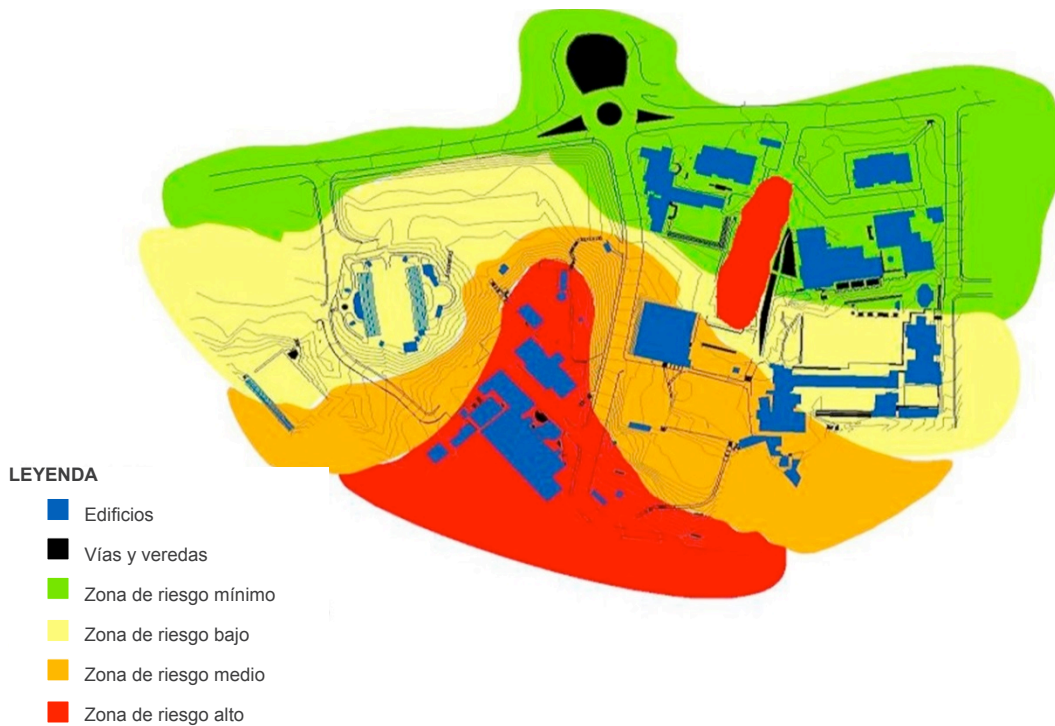 LEYENDA
Edificios
Vías y veredas
Zona de riesgo mínimo
Zona de riesgo bajo
Zona de riesgo medio
Zona de riesgo alto